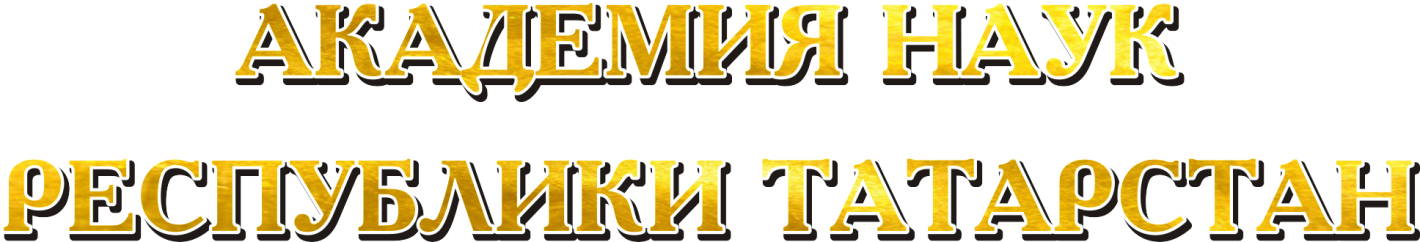 АКАДЕМИЯ НАУК
РЕСПУБЛИКИ ТАТАРСТАН